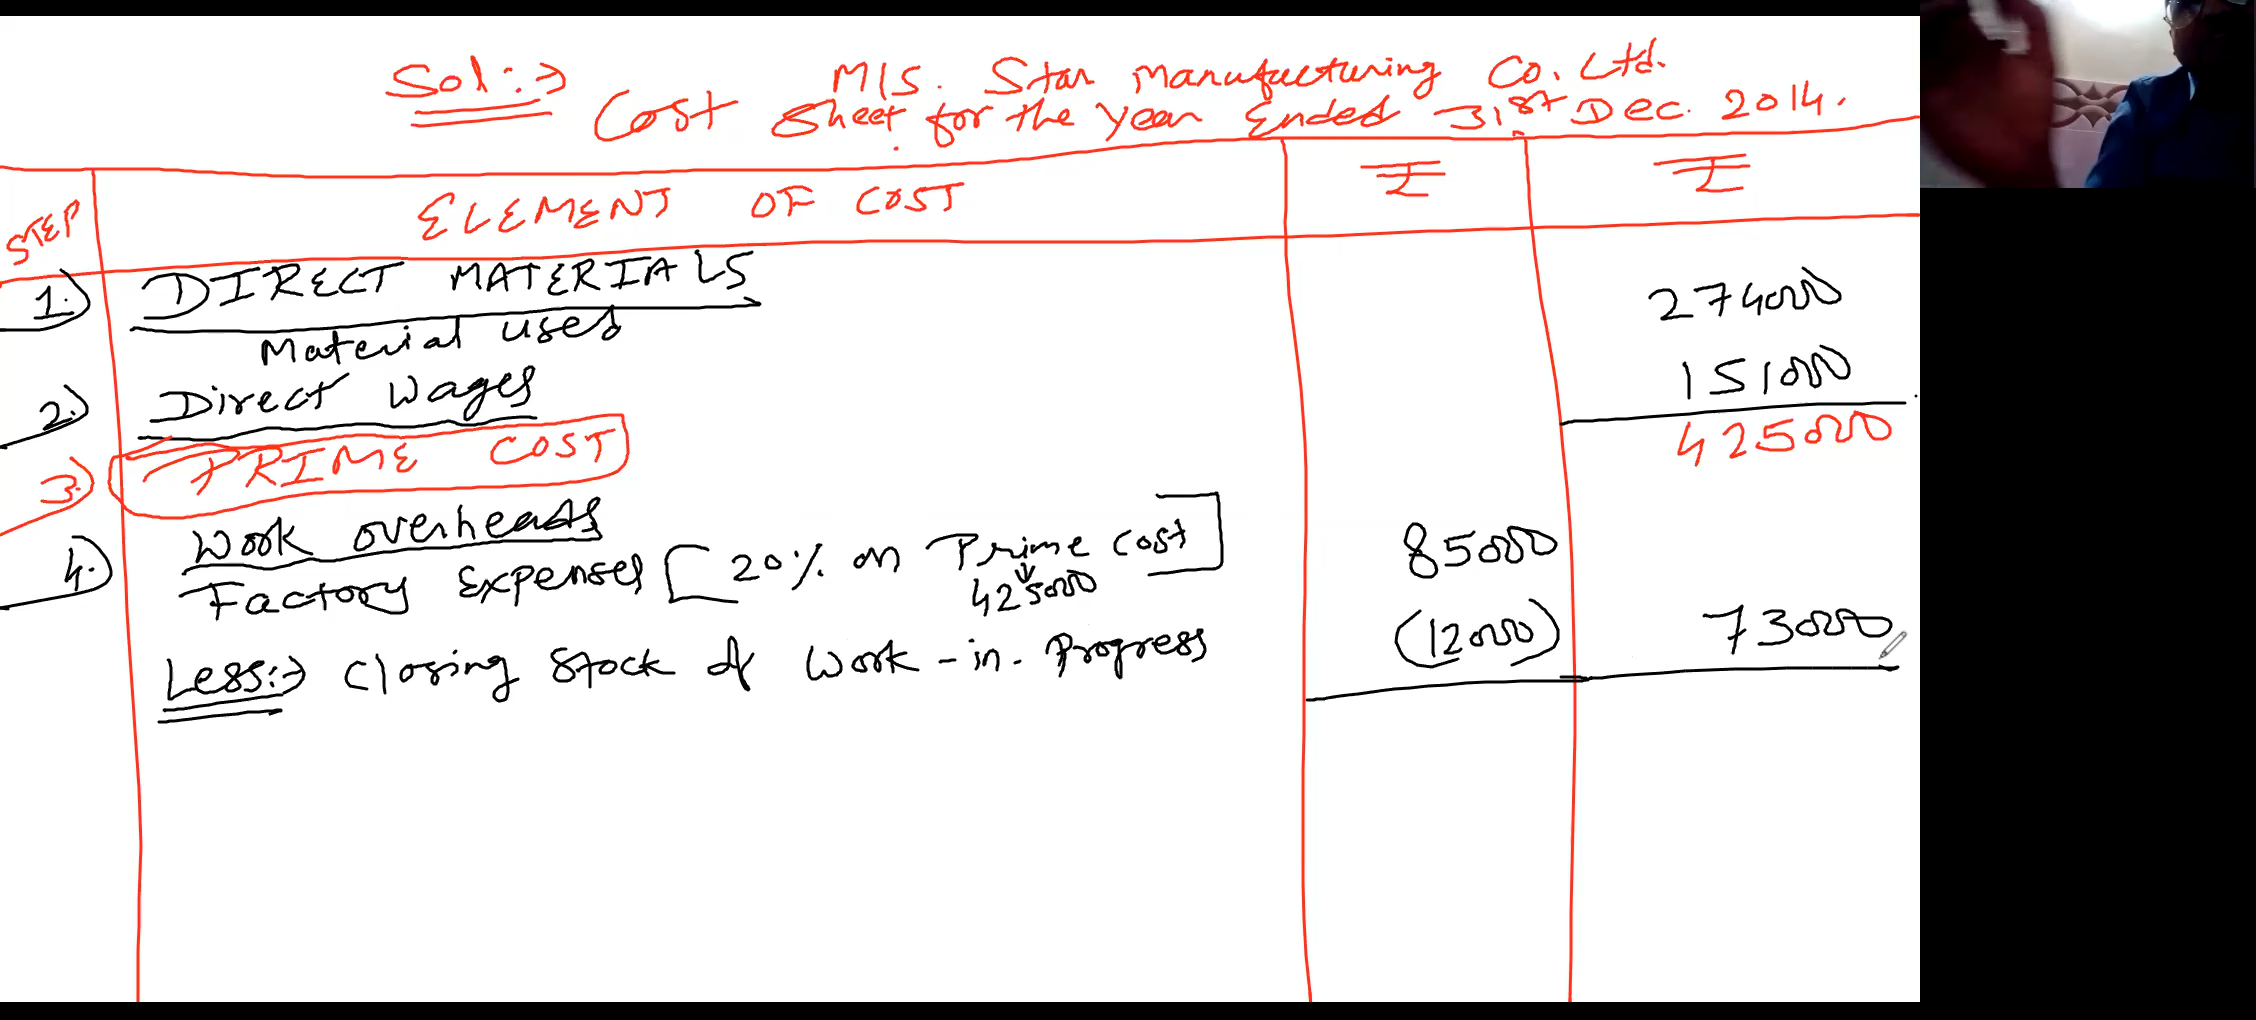 Sol:→ M/S. Star Manufacturing Co. Ltd.
Cost Sheet for the Year Ended 31st Dec. 2014.
STEP ELEMENT OF COST ₹ ₹
1.) DIRECT MATERIALS
Material used 274000
2.) Direct Wages 151000
3.) PRIME COST 425000
4.) Work overheads
Factory Expenses [20% on Prime Cost] 85000
425000
Less:→ Closing Stock of Work-in-Progress (12000) 73000